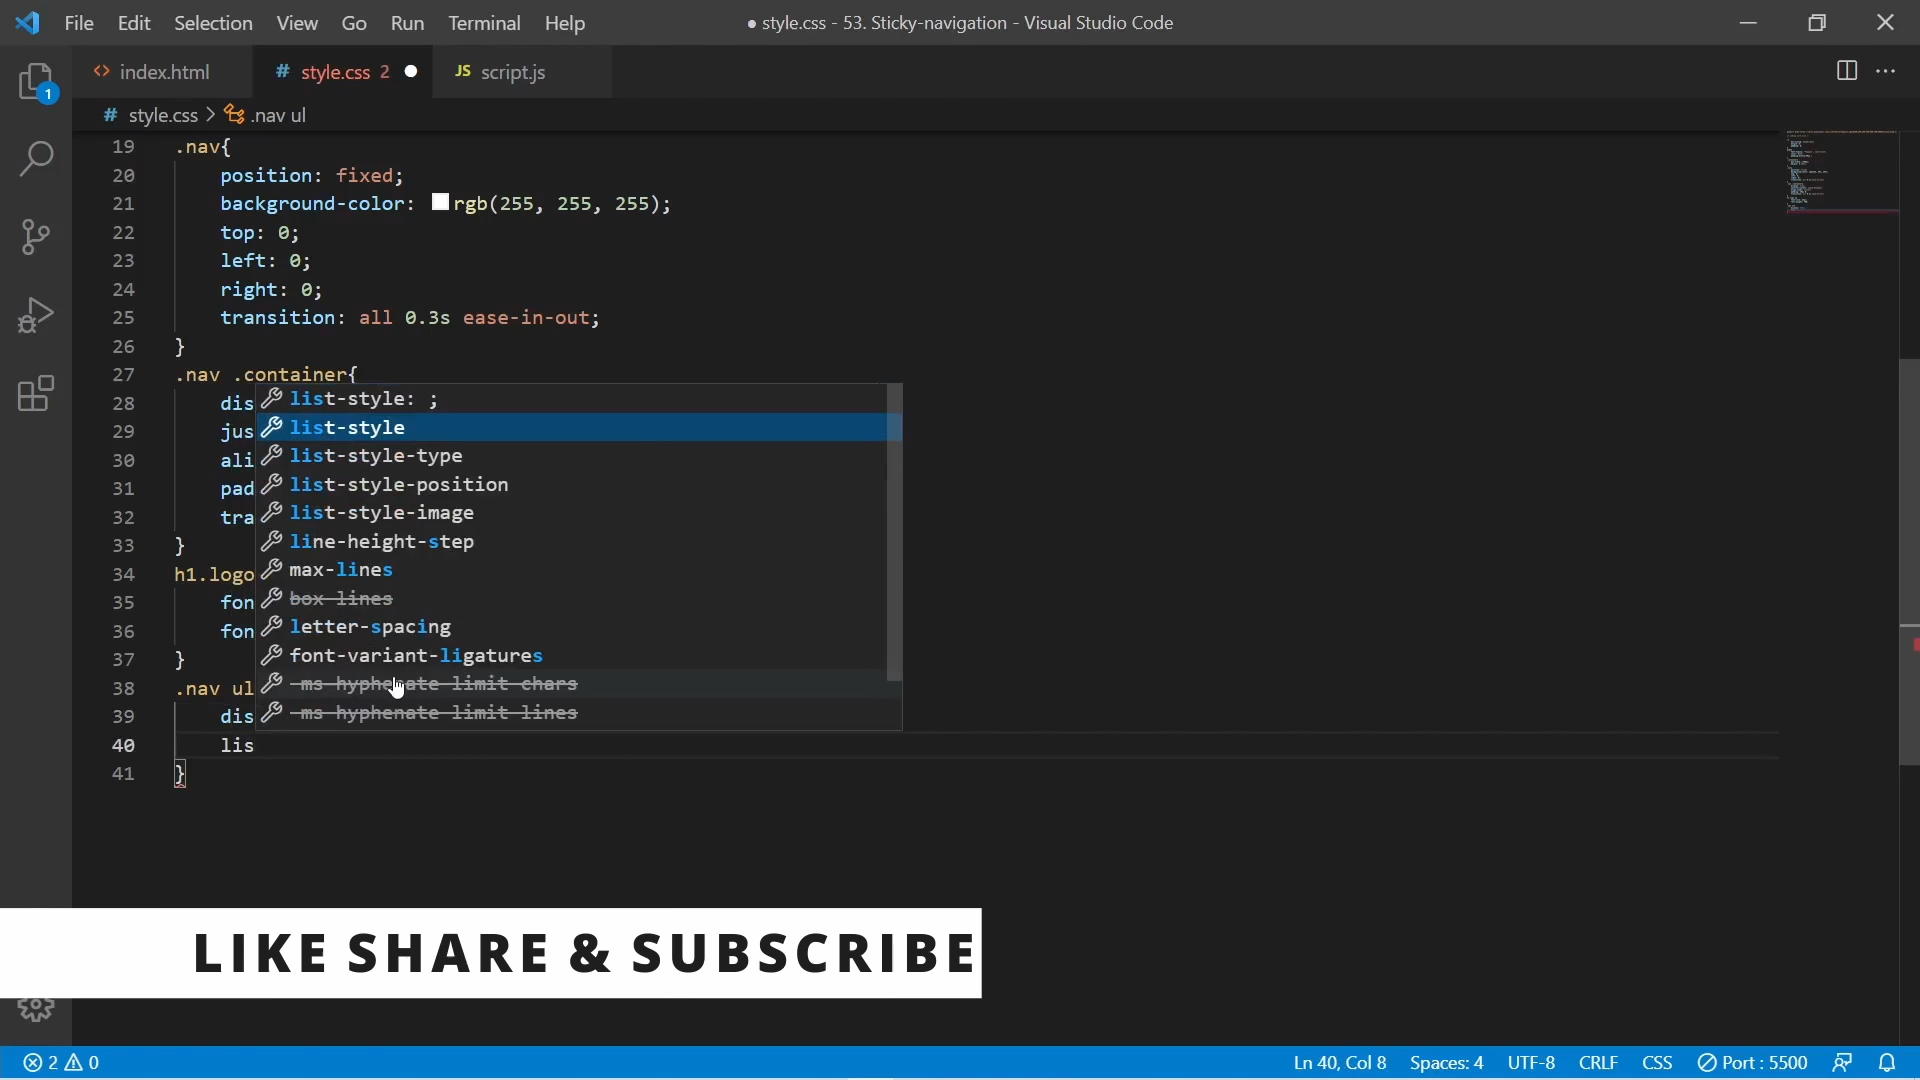 File Edit Selection View Go Run Terminal Help ● style.css - 53. Sticky-navigation - Visual Studio Code
<> index.html # style.css 2 ● JS script.js
# style.css > .nav ul
1
19 .nav{
20 position: fixed;
21 background-color: rgb(255, 255, 255);
22 top: 0;
23 left: 0;
24 right: 0;
25 transition: all 0.3s ease-in-out;
26 }
27 .nav .container{
28 dis list-style: ;
29 jus list-style
30 ali list-style-type
31 pad list-style-position
32 tra list-style-image
33 } line-height-step
34 h1.logo max-lines
35 fon box-lines
36 fon letter-spacing
37 } font-variant-ligatures
38 .nav ul -ms-hyphenate-limit-chars
39 dis -ms-hyphenate-limit-lines
40 lis
41 }
LIKE SHARE & SUBSCRIBE
2 0 Ln 40, Col 8 Spaces: 4 UTF-8 CRLF CSS Port : 5500